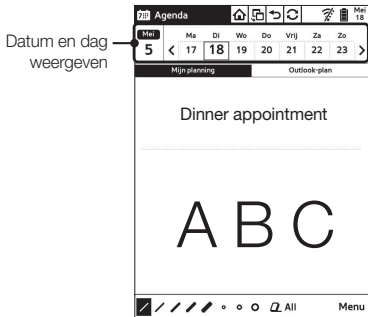 Agenda
Mei
18
Datum en dag
weergeven
Mei
5
Ma Di Wo Do Vrij Za Zo
< 17 18 19 20 21 22 23 >
Mijn planning Outlook-plan
Dinner appointment
A B C
All Menu